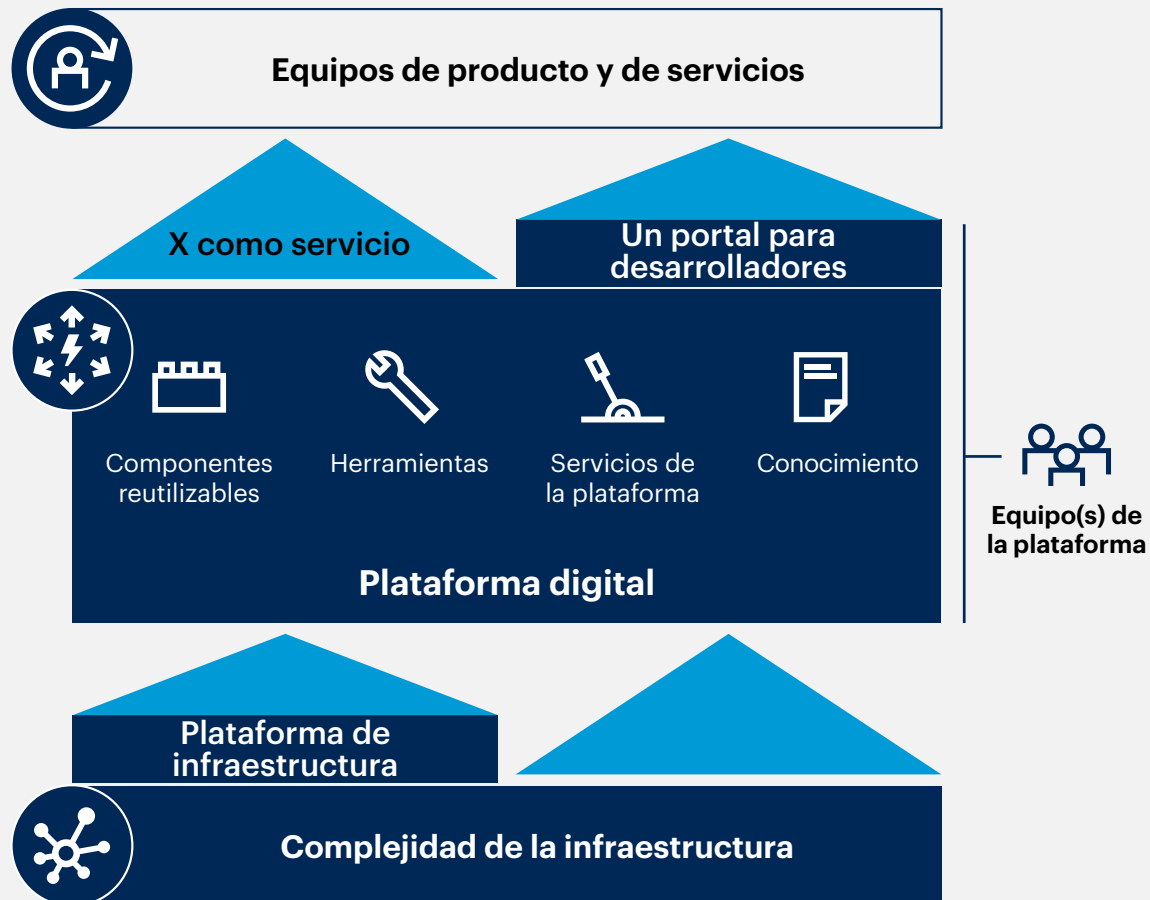 Equipos de producto y de servicios
X como servicio
Un portal para
desarrolladores
Componentes
reutilizables
Herramientas
Servicios de
la plataforma
Conocimiento
Equipo(s) de
la plataforma
Plataforma digital
Plataforma de
infraestructura
Complejidad de la infraestructura